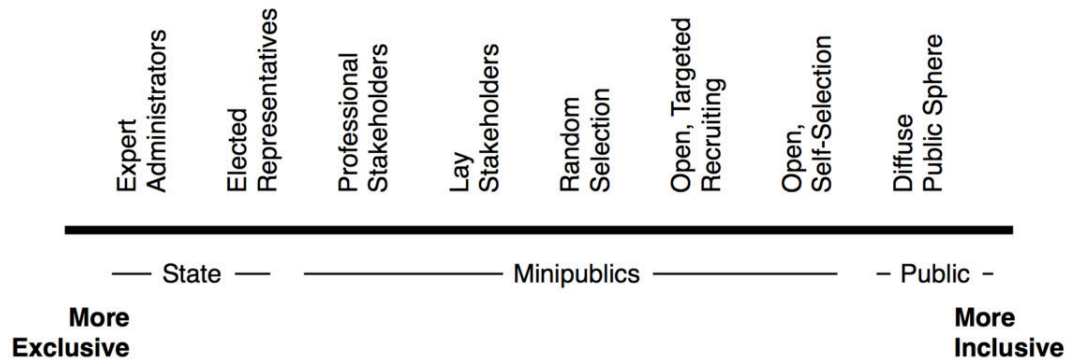 Expert
Administrators
Elected
Representatives
Professional
Stakeholders
Lay
Stakeholders
Random
Selection
Open, Targeted
Recruiting
Open,
Self-Selection
Diffuse
Public Sphere
State
Minipublics
Public
More
Exclusive
More
Inclusive